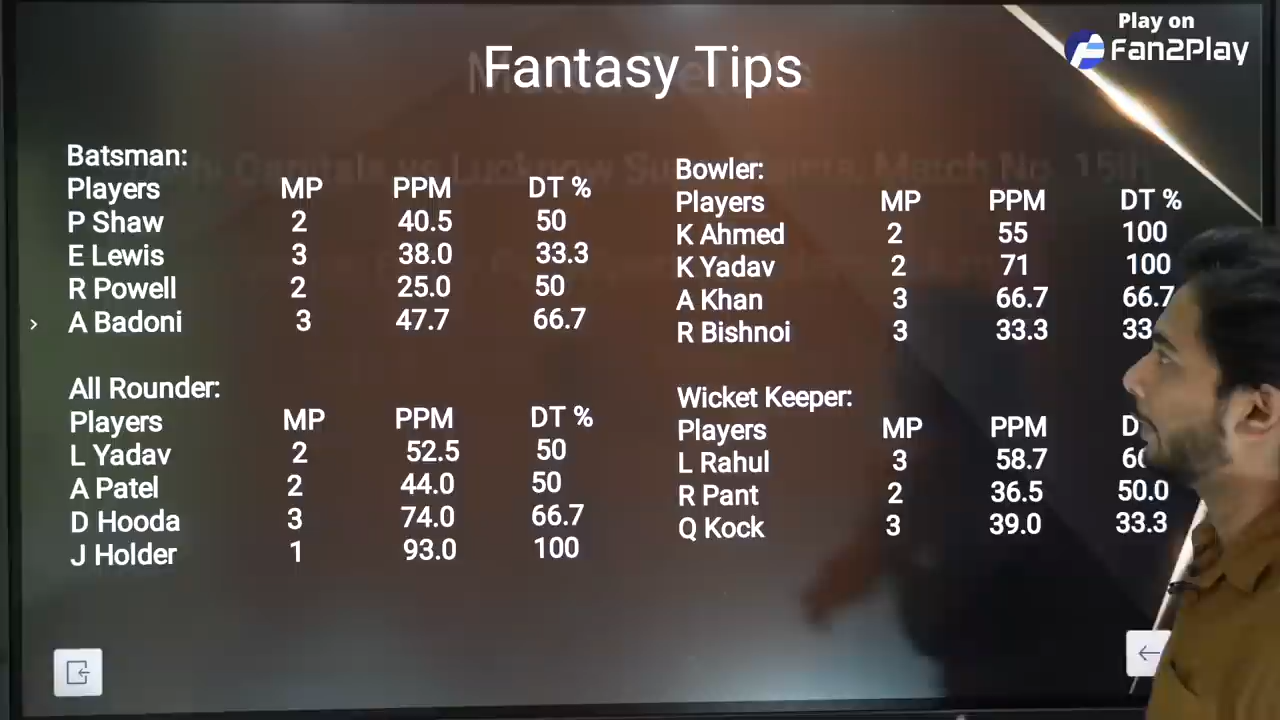 Play on
Fan2Play
Fantasy Tips
Batsman:
Players MP PPM DT %
P Shaw 2 40.5 50
E Lewis 3 38.0 33.3
R Powell 2 25.0 50
A Badoni 3 47.7 66.7
All Rounder:
Players MP PPM DT %
L Yadav 2 52.5 50
A Patel 2 44.0 50
D Hooda 3 74.0 66.7
J Holder 1 93.0 100
Bowler:
Players MP PPM DT %
K Ahmed 2 55 100
K Yadav 2 71 100
A Khan 3 66.7 66.7
R Bishnoi 3 33.3 33
Wicket Keeper:
Players MP PPM D
L Rahul 3 58.7
R Pant 2 36.5 50.0
Q Kock 3 39.0 33.3